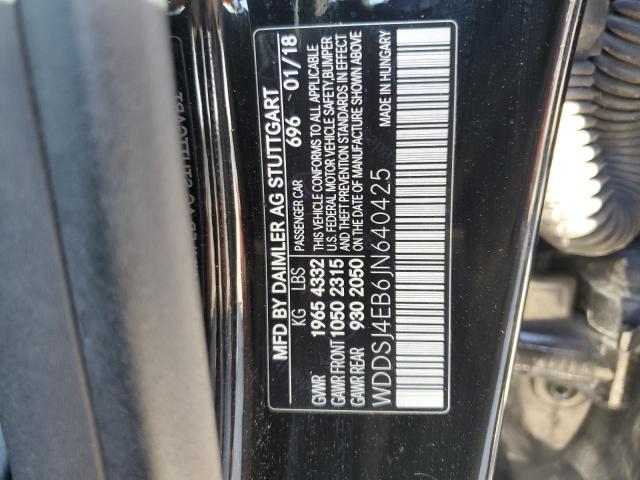 MFD BY DAIMLER AG STUTTGART
KG LBS 696 01/18
PASSENGER CAR
GVWR 1965 4332 THIS VEHICLE CONFORMS TO ALL APPLICABLE
GAWR FRONT 1050 2315 U.S. FEDERAL MOTOR VEHICLE SAFETY, BUMPER
GAWR REAR 930 2050 AND THEFT PREVENTION STANDARDS IN EFFECT
ON THE DATE OF MANUFACTURE SHOWN ABOVE
WDDSJ4EB6JN640425 MADE IN HUNGARY